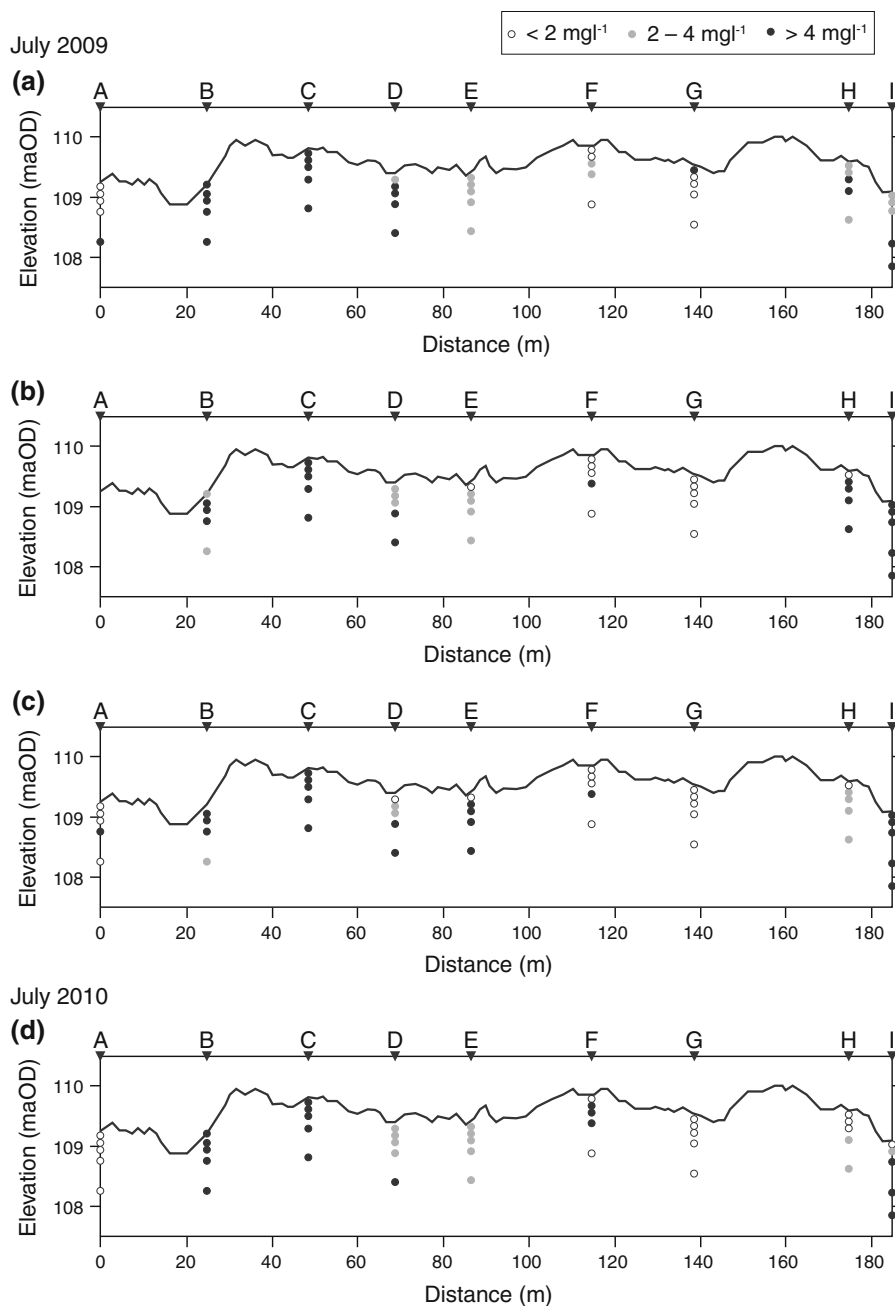 ○ < 2 mgl-1 ● 2 – 4 mgl-1 ● > 4 mgl-1
July 2009
(a)
A B C D E F G H I
110
109
108
Elevation (maOD)
0 20 40 60 80 100 120 140 160 180
Distance (m)
(b)
A B C D E F G H I
110
109
108
Elevation (maOD)
0 20 40 60 80 100 120 140 160 180
Distance (m)
(c)
A B C D E F G H I
110
109
108
Elevation (maOD)
0 20 40 60 80 100 120 140 160 180
Distance (m)
July 2010
(d)
A B C D E F G H I
110
109
108
Elevation (maOD)
0 20 40 60 80 100 120 140 160 180
Distance (m)